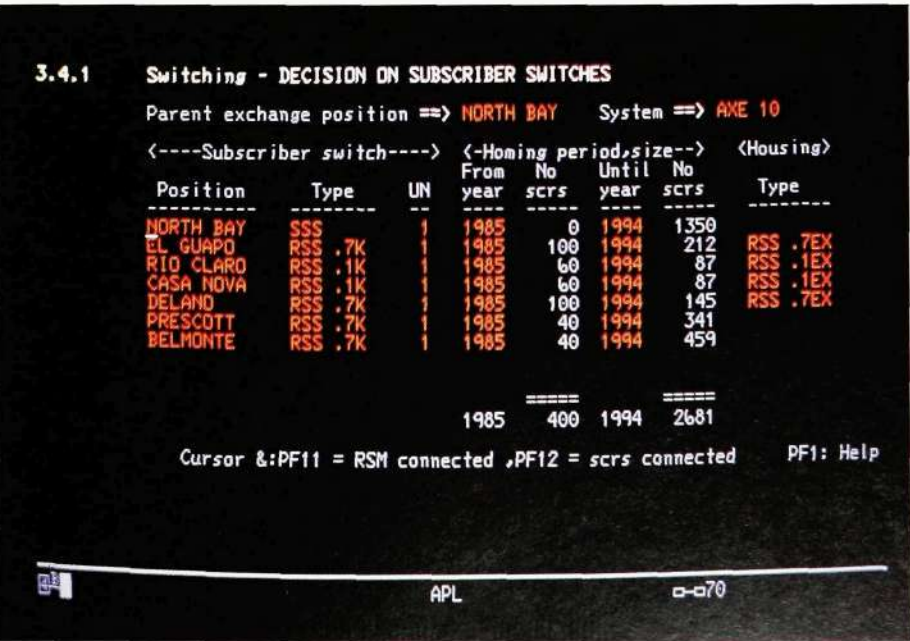 3.4.1 Switching - DECISION ON SUBSCRIBER SWITCHES
Parent exchange position ==> NORTH BAY System ==> AXE 10
<----Subscriber switch----> <-Homing period,size--> <Housing>
From No Until No
Position Type UN year scrs year scrs Type
--------- -------- -- ---- ----- ---- ----- --------
NORTH BAY SSS 1 1985 0 1994 1350
EL GUAPO RSS .7K 1 1985 100 1994 212 RSS .7EX
RIO CLARO RSS .1K 1 1985 60 1994 87 RSS .1EX
CASA NOVA RSS .1K 1 1985 60 1994 87 RSS .1EX
DELANO RSS .7K 1 1985 100 1994 145 RSS .7EX
PRESCOTT RSS .7K 1 1985 40 1994 341
BELMONTE RSS .7K 1 1985 40 1994 459
===== =====
1985 400 1994 2681
Cursor &:PF11 = RSM connected ,PF12 = scrs connected PF1: Help
APL 70